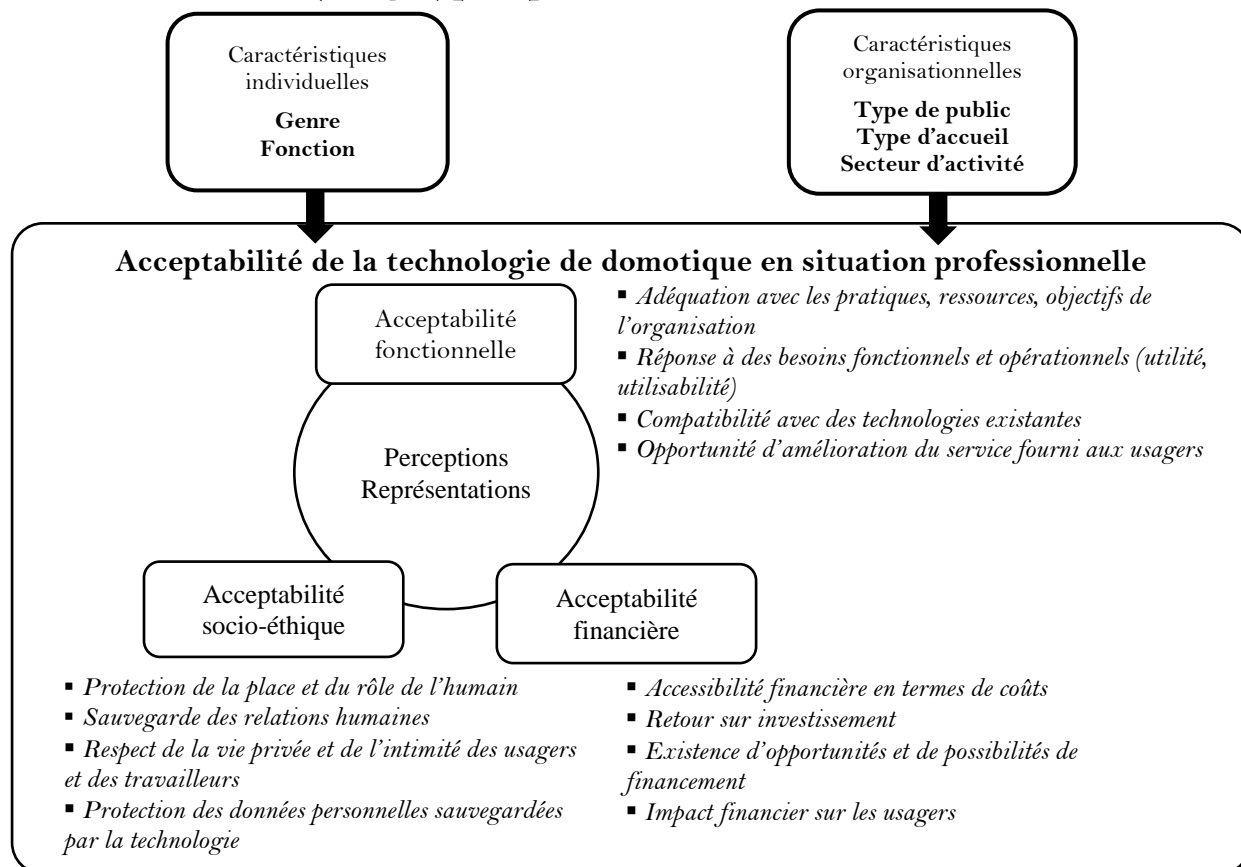 Caractéristiques
individuelles
Genre
Fonction
Caractéristiques
organisationnelles
Type de public
Type d'accueil
Secteur d'activité
Acceptabilité de la technologie de domotique en situation professionnelle
Acceptabilité
fonctionnelle
▪ Adéquation avec les pratiques, ressources, objectifs de
l'organisation
▪ Réponse à des besoins fonctionnels et opérationnels (utilité,
utilisabilité)
▪ Compatibilité avec des technologies existantes
▪ Opportunité d'amélioration du service fourni aux usagers
Perceptions
Représentations
Acceptabilité
socio-éthique
Acceptabilité
financière
▪ Protection de la place et du rôle de l'humain
▪ Sauvegarde des relations humaines
▪ Respect de la vie privée et de l'intimité des usagers
et des travailleurs
▪ Protection des données personnelles sauvegardées
par la technologie
▪ Accessibilité financière en termes de coûts
▪ Retour sur investissement
▪ Existence d'opportunités et de possibilités de
financement
▪ Impact financier sur les usagers